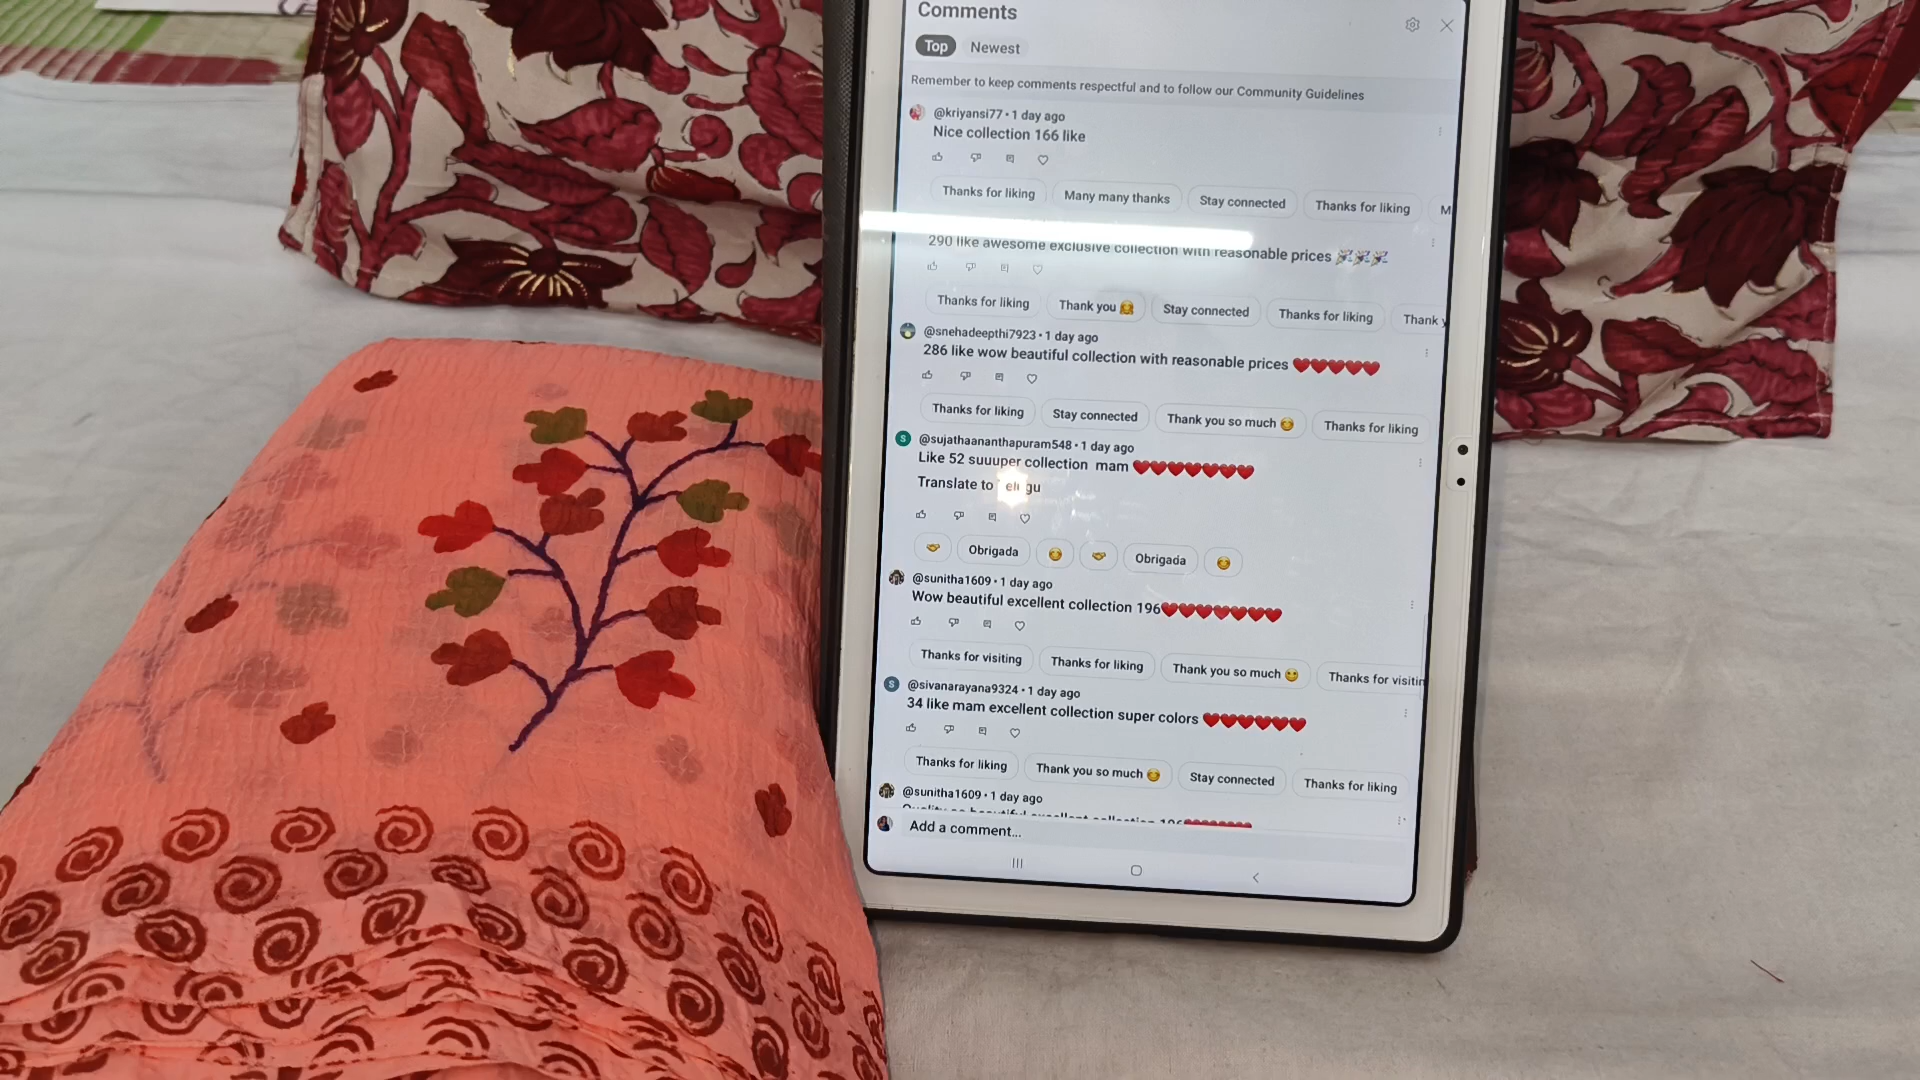 Comments
Top Newest
Remember to keep comments respectful and to follow our Community Guidelines
@kriyansi77 • 1 day ago
Nice collection 166 like
Thanks for liking Many many thanks Stay connected Thanks for liking M
290 like awesome exclusive collection with reasonable prices 🎉🎉🎉
Thanks for liking Thank you 🤗 Stay connected Thanks for liking Thank
@snehadeepthi7923 • 1 day ago
286 like wow beautiful collection with reasonable prices ❤❤❤❤❤
Thanks for liking Stay connected Thank you so much 😊 Thanks for liking
@sujathaananthapuram548 • 1 day ago
Like 52 suuuper collection mam ❤❤❤❤❤❤❤
Translate to
🤝 Obrigada 😊 🤝 Obrigada 😊
@sunitha1609 • 1 day ago
Wow beautiful excellent collection 196❤❤❤❤❤❤❤
Thanks for visiting Thanks for liking Thank you so much 😊 Thanks for visitin
@sivanarayana9324 • 1 day ago
34 like mam excellent collection super colors ❤❤❤❤❤❤
Thanks for liking Thank you so much 😊 Stay connected Thanks for liking
@sunitha1609 • 1 day ago
Add a comment...